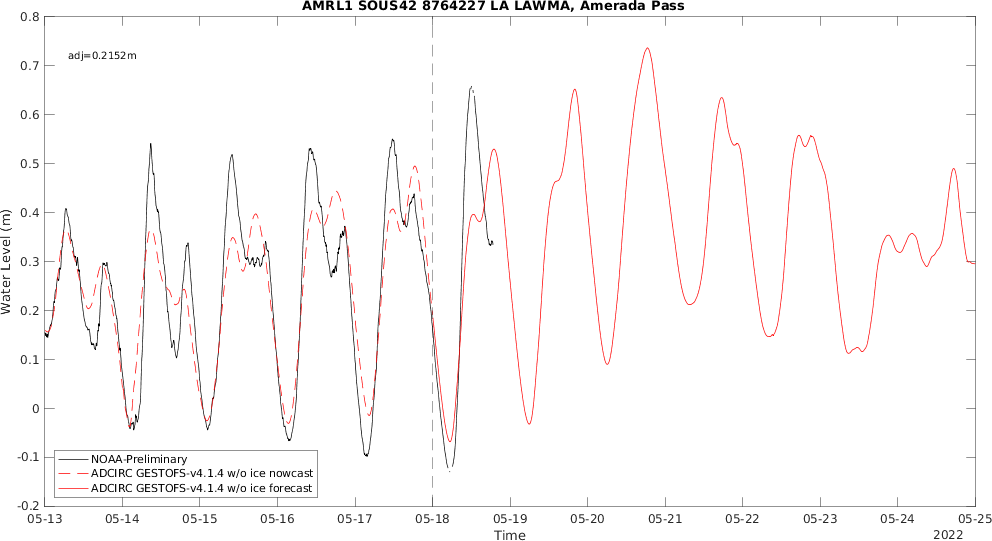 AMRL1 SOUS42 8764227 LA LAWMA, Amerada Pass
adj=0.2152m
Water Level (m)
0.8
0.7
0.6
0.5
0.4
0.3
0.2
0.1
0
-0.1
-0.2
NOAA-Preliminary
ADCIRC GESTOFS-v4.1.4 w/o ice nowcast
ADCIRC GESTOFS-v4.1.4 w/o ice forecast
05-13 05-14 05-15 05-16 05-17 05-18 05-19 05-20 05-21 05-22 05-23 05-24 05-25
Time
2022